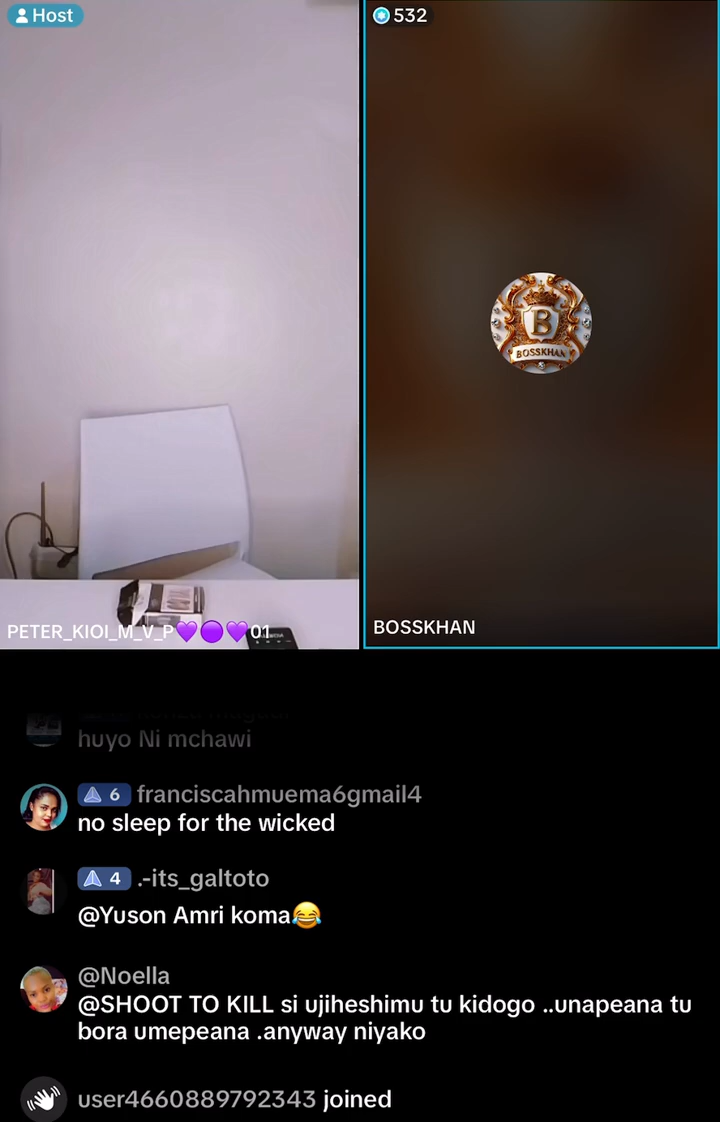 Host
532
B
BOSSKHAN
PETER_KIOI_M_V_P💜🟣💜01
BOSSKHAN
huyo Ni mchawi
6 franciscahmuema6gmail4
no sleep for the wicked
4 .-its_galtoto
@Yuson Amri koma😂
@Noella
@SHOOT TO KILL si ujiheshimu tu kidogo ..unapeana tu
bora umepeana .anyway niyako
user4660889792343 joined